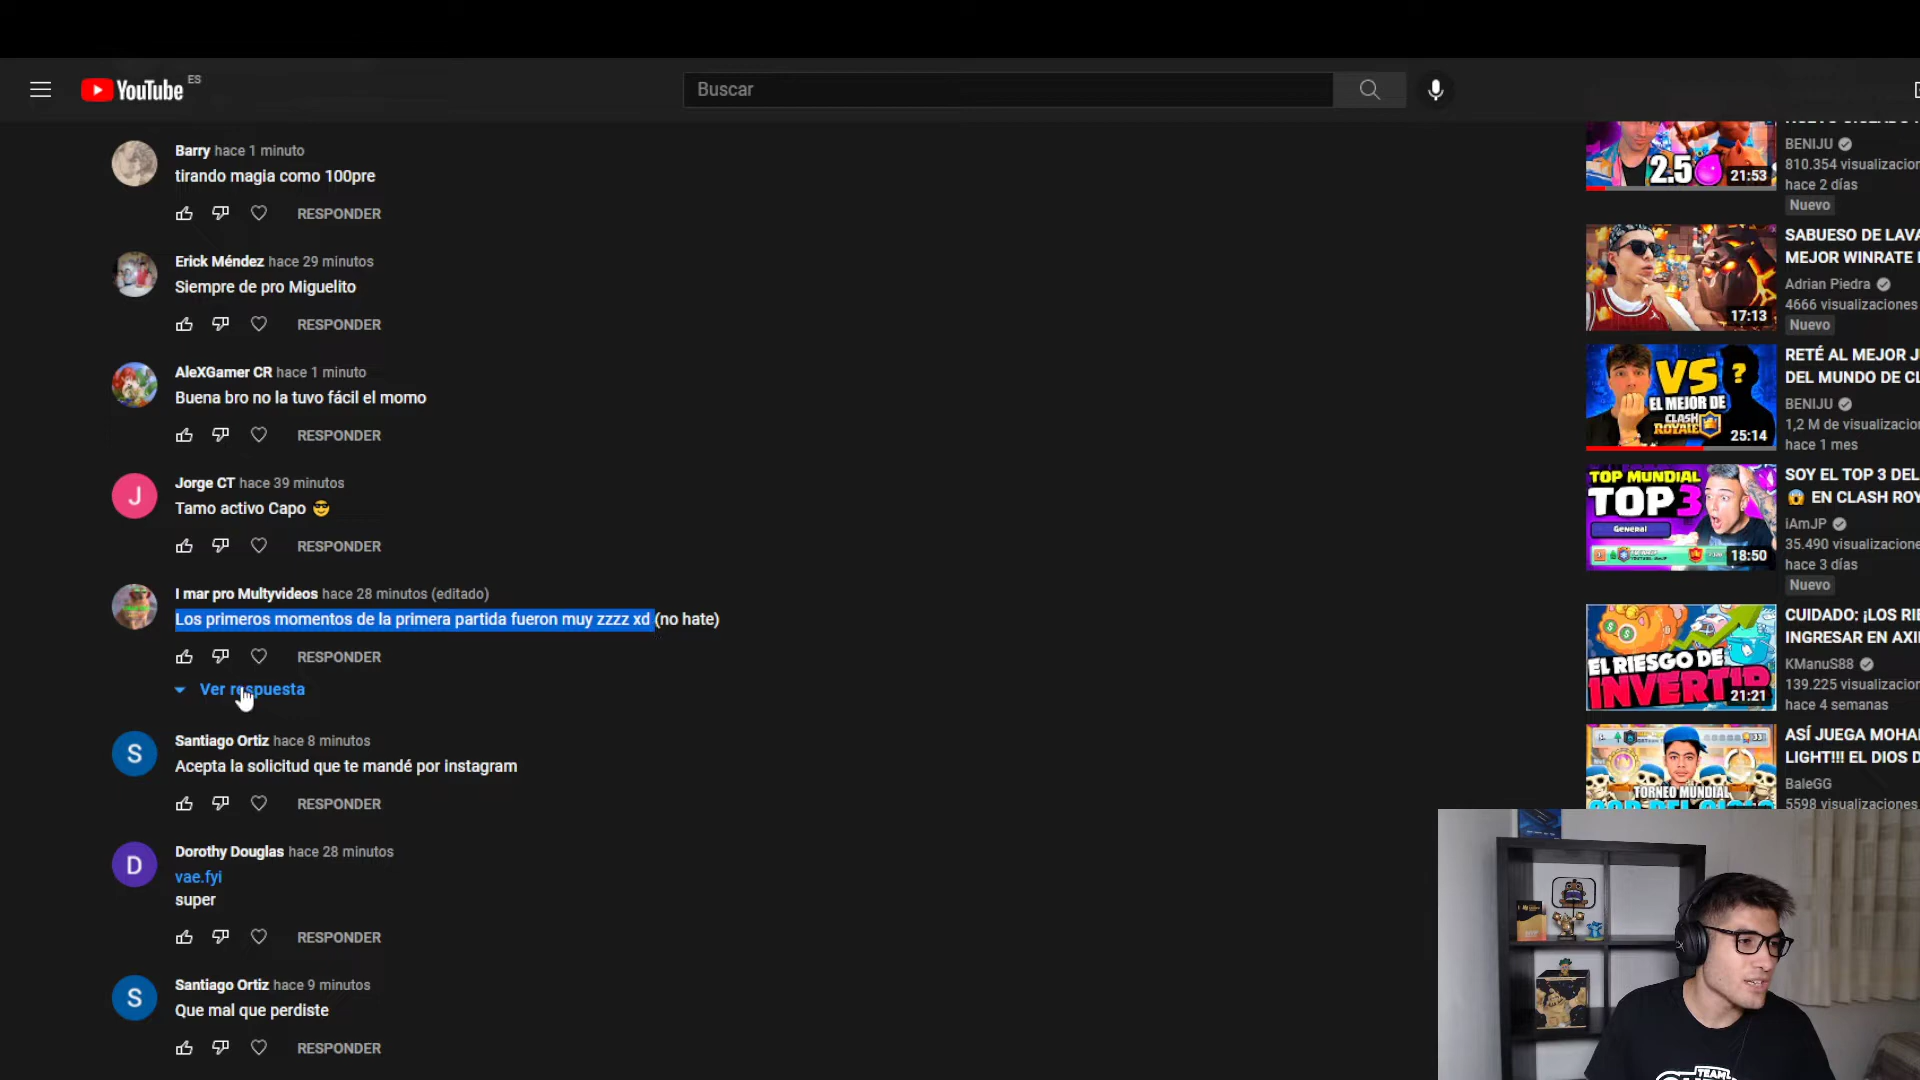 YouTube ES
Buscar
Barry hace 1 minuto
tirando magia como 100pre
RESPONDER
Erick Méndez hace 29 minutos
Siempre de pro Miguelito
RESPONDER
AleXGamer CR hace 1 minuto
Buena bro no la tuvo fácil el momo
RESPONDER
Jorge CT hace 39 minutos
J
Tamo activo Capo 😎
RESPONDER
I mar pro Multyvideos hace 28 minutos (editado)
Los primeros momentos de la primera partida fueron muy zzzz xd (no hate)
RESPONDER
Ver respuesta
Santiago Ortiz hace 8 minutos
S
Acepta la solicitud que te mandé por instagram
RESPONDER
Dorothy Douglas hace 28 minutos
D
vae.fyi
super
RESPONDER
Santiago Ortiz hace 9 minutos
S
Que mal que perdiste
RESPONDER
2.5
21:53
BENIJU
810.354 visualizacion
hace 2 días
Nuevo
17:13
SABUESO DE LAVA
MEJOR WINRATE
Adrian Piedra
4666 visualizaciones
Nuevo
VS ?
EL MEJOR DE
CLASH
ROYALE
25:14
RETÉ AL MEJOR J
DEL MUNDO DE CL
BENIJU
1,2 M de visualizacion
hace 1 mes
TOP MUNDIAL
TOP 3
General
18:50
SOY EL TOP 3 DEL
😱 EN CLASH ROY
iAmJP
35.490 visualizacione
hace 3 días
Nuevo
EL RIESGO DE
INVERTIR
21:21
CUIDADO: ¡LOS RIE
INGRESAR EN AXI
KManuS88
139.225 visualizacion
hace 4 semanas
TORNEO MUNDIAL
ASÍ JUEGA MOHA
LIGHT!!! EL DIOS D
BaleGG
5598 visualizaciones
TEAM